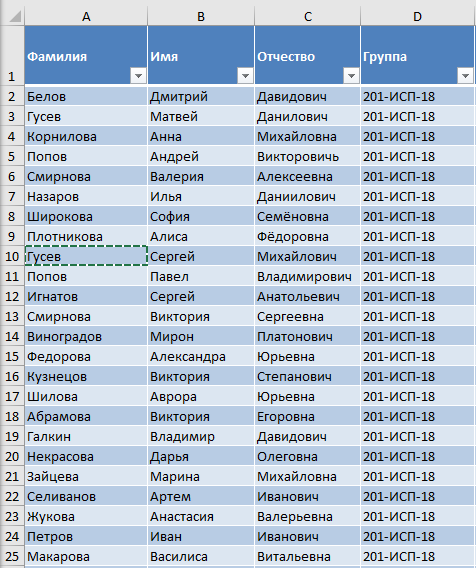 A B C D
1 Фамилия Имя Отчество Группа
2 Белов Дмитрий Давидович 201-ИСП-18
3 Гусев Матвей Данилович 201-ИСП-18
4 Корнилова Анна Михайловна 201-ИСП-18
5 Попов Андрей Викторовичь 201-ИСП-18
6 Смирнова Валерия Алексеевна 201-ИСП-18
7 Назаров Илья Даниилович 201-ИСП-18
8 Широкова София Семёновна 201-ИСП-18
9 Плотникова Алиса Фёдоровна 201-ИСП-18
10 Гусев Сергей Михайлович 201-ИСП-18
11 Попов Павел Владимирович 201-ИСП-18
12 Игнатов Сергей Анатольевич 201-ИСП-18
13 Смирнова Виктория Сергеевна 201-ИСП-18
14 Виноградов Мирон Платонович 201-ИСП-18
15 Федорова Александра Юрьевна 201-ИСП-18
16 Кузнецов Виктория Степанович 201-ИСП-18
17 Шилова Аврора Юрьевна 201-ИСП-18
18 Абрамова Виктория Егоровна 201-ИСП-18
19 Галкин Владимир Давидович 201-ИСП-18
20 Некрасова Дарья Олеговна 201-ИСП-18
21 Зайцева Марина Михайловна 201-ИСП-18
22 Селиванов Артем Иванович 201-ИСП-18
23 Жукова Анастасия Валерьевна 201-ИСП-18
24 Петров Иван Иванович 201-ИСП-18
25 Макарова Василиса Витальевна 201-ИСП-18